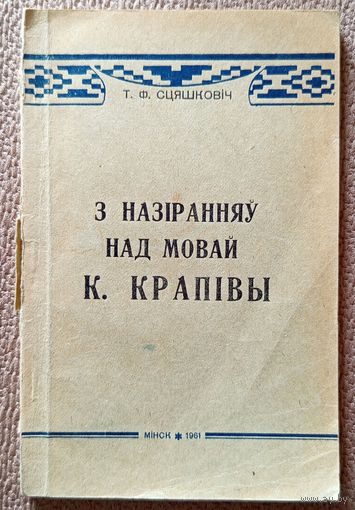 Т. Ф. СЦЯШКОВІЧ
З НАЗІРАННЯЎ
НАД МОВАЙ
К. КРАПІВЫ
МІНСК * 1961